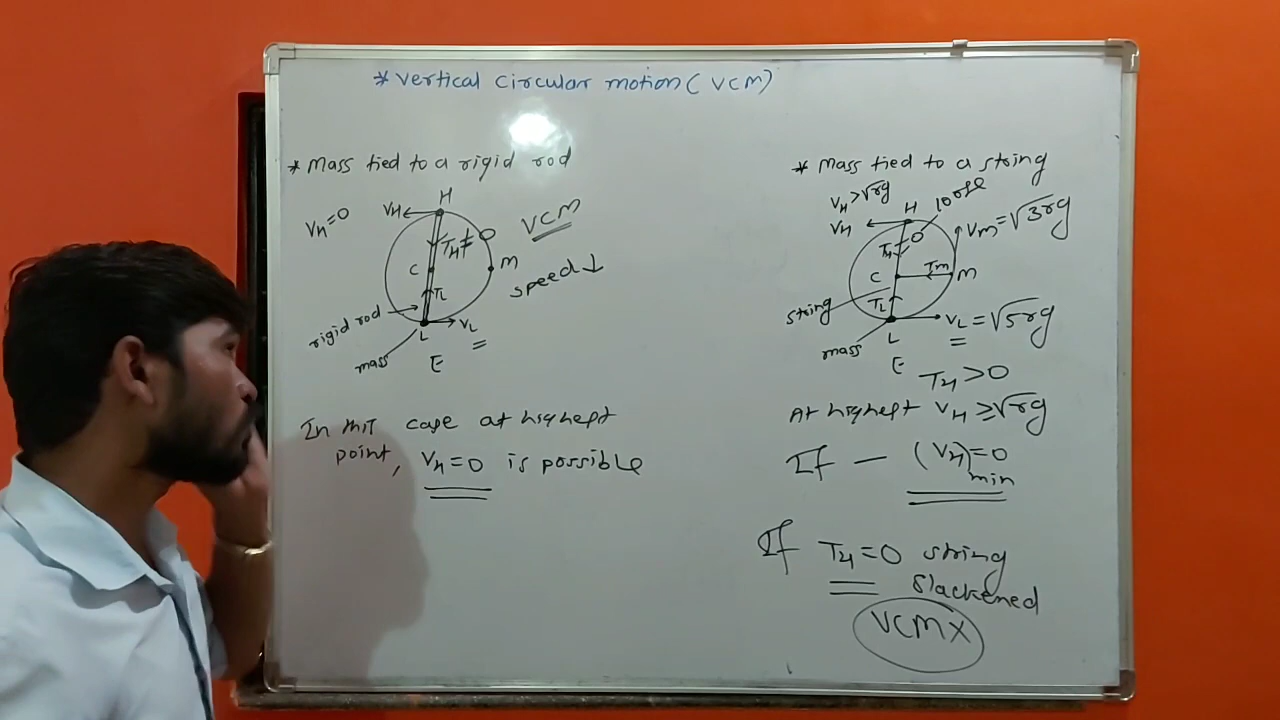 * Vertical Circular motion (VCM)
* Mass tied to a rigid rod
H
VH
VH=0
TH≠0
VCM
C
M
speed↓
TL
rigid rod
VL
L
mass
E
In this case at highest
point, VH=0 is possible
* Mass tied to a string
VH>√rg
H
loose
VH
VM=√3rg
TH
0
C
TM
M
string
TL
VL=√5rg
L
mass
E
TH>0
At highest VH≥√rg
If — (VH)min=0
If TH=0 string
slackened
VCM X